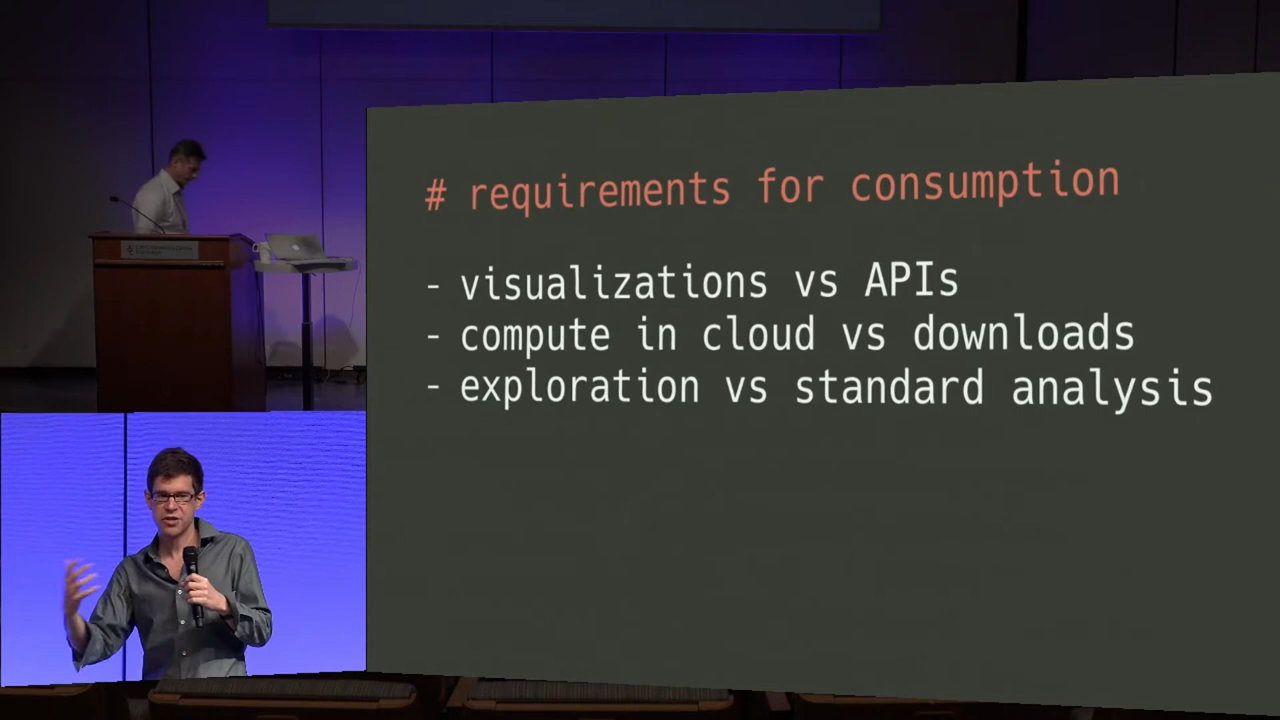 # requirements for consumption
- visualizations vs APIs
- compute in cloud vs downloads
- exploration vs standard analysis